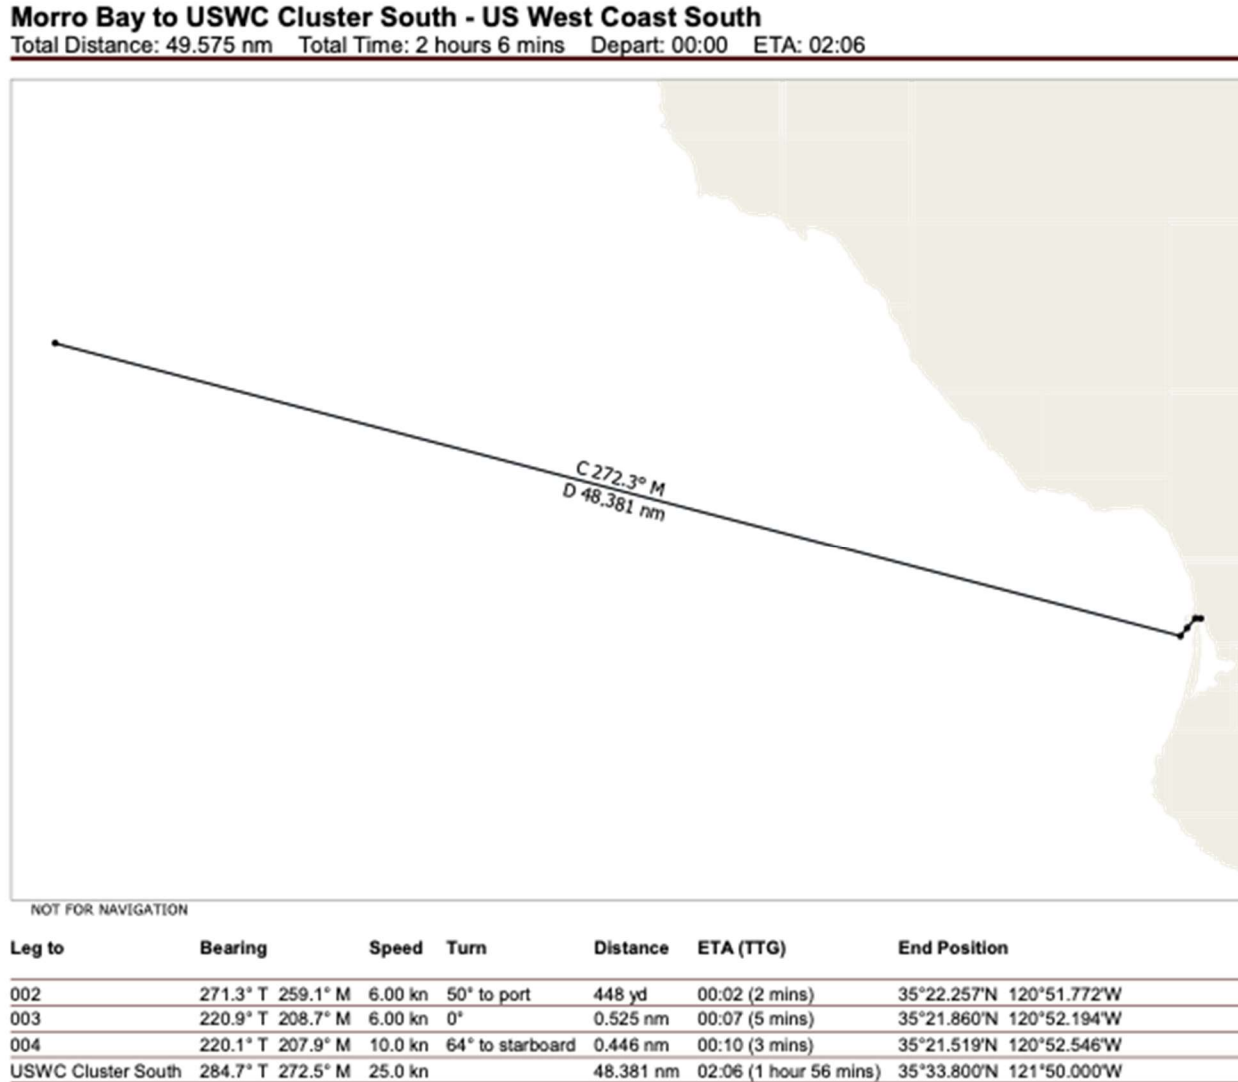 Morro Bay to USWC Cluster South - US West Coast South
Total Distance: 49.575 nm Total Time: 2 hours 6 mins Depart: 00:00 ETA: 02:06
C 272.3° M
D 48.381 nm
NOT FOR NAVIGATION
Leg to Bearing Speed Turn Distance ETA (TTG) End Position
002 271.3° T 259.1° M 6.00 kn 50° to port 448 yd 00:02 (2 mins) 35°22.257'N 120°51.772'W
003 220.9° T 208.7° M 6.00 kn 0° 0.525 nm 00:07 (5 mins) 35°21.860'N 120°52.194'W
004 220.1° T 207.9° M 10.0 kn 64° to starboard 0.446 nm 00:10 (3 mins) 35°21.519'N 120°52.546'W
USWC Cluster South 284.7° T 272.5° M 25.0 kn 48.381 nm 02:06 (1 hour 56 mins) 35°33.800'N 121°50.000'W